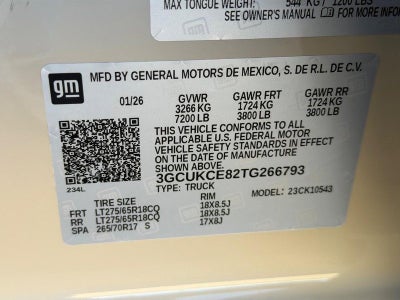 MAX TONGUE WEIGHT: 544 KG / 1200 LBS
SEE OWNER'S MANUAL FOR MORE INFORMATION
gm
MFD BY GENERAL MOTORS DE MEXICO, S. DE R.L. DE C.V.
01/26 GVWR GAWR FRT GAWR RR
3266 KG 1724 KG 1724 KG
7200 LB 3800 LB 3800 LB
THIS VEHICLE CONFORMS TO ALL
APPLICABLE U.S. FEDERAL MOTOR
VEHICLE SAFETY STANDARDS IN EFFECT ON THE
DATE OF MANUFACTURE SHOWN ABOVE.
3GCUKCE82TG266793
TYPE: TRUCK MODEL: 23CK10543
234L
TIRE SIZE RIM
FRT LT275/65R18CQ 18X8.5J
RR LT275/65R18CQ 18X8.5J
SPA 265/70R17 S 17X8J